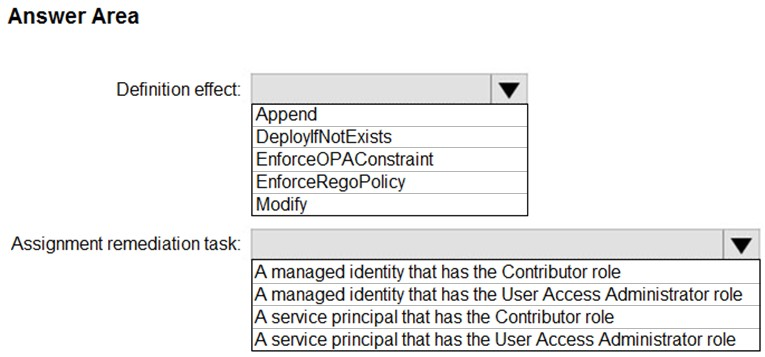 Answer Area
Definition effect:
Append
DeployIfNotExists
EnforceOPAConstraint
EnforceRegoPolicy
Modify
Assignment remediation task:
A managed identity that has the Contributor role
A managed identity that has the User Access Administrator role
A service principal that has the Contributor role
A service principal that has the User Access Administrator role